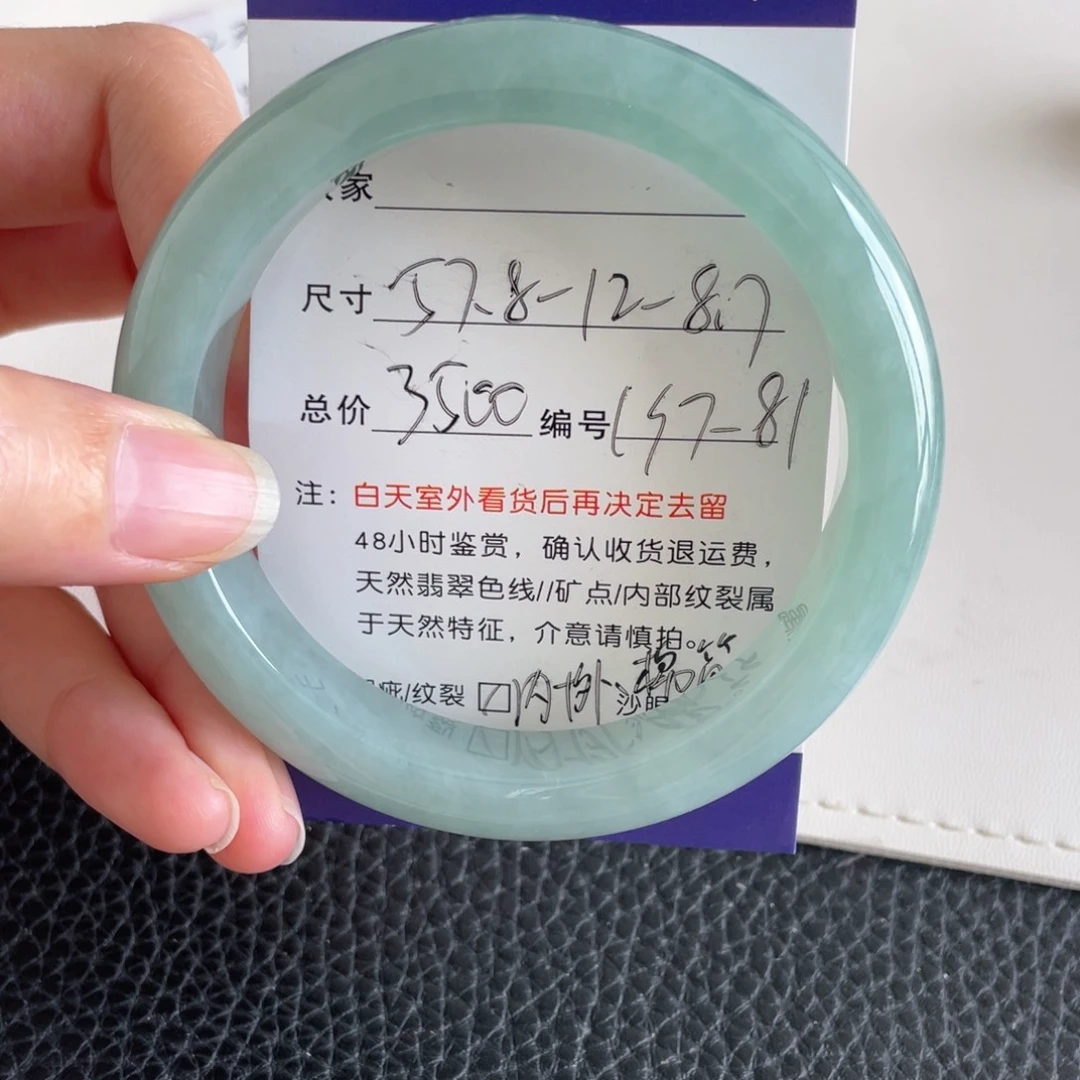 家
尺寸 57.8-12-8.7
总价 3500 编号 157-81
注：白天室外看货后再决定去留
48小时鉴赏，确认收货退运费，
天然翡翠色线//矿点/内部纹裂属
于天然特征，介意请慎拍。
疵/纹裂 内外 棉 沙眼